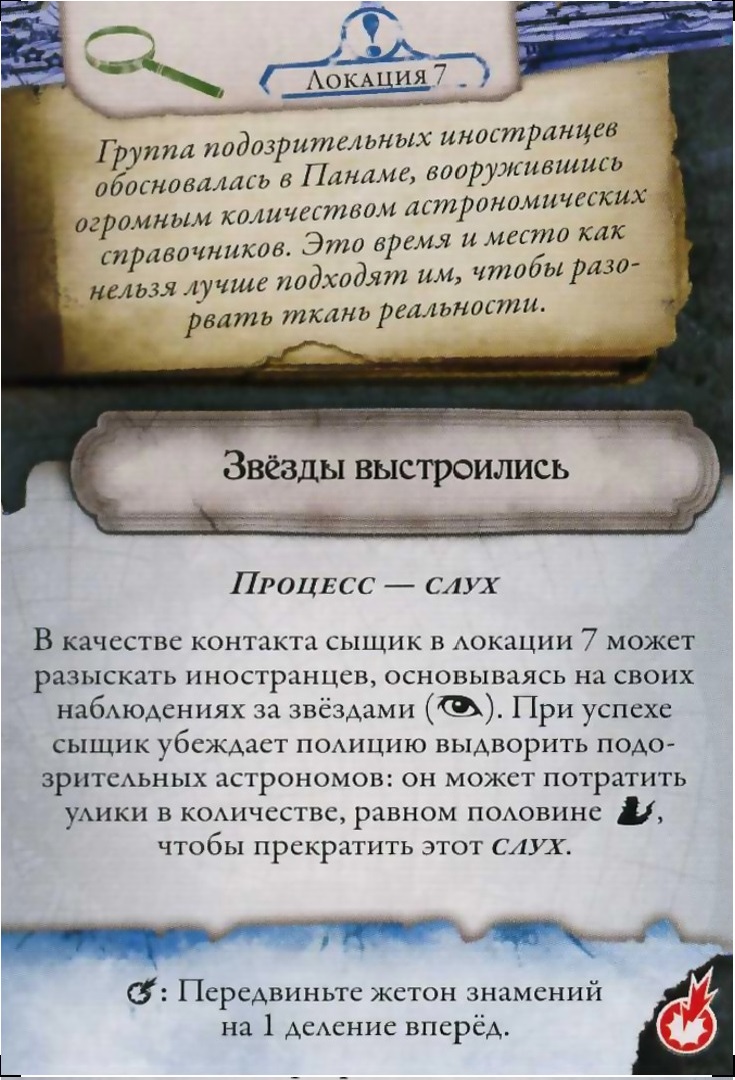 Локация 7
Группа подозрительных иностранцев
обосновалась в Панаме, вооружившись
огромным количеством астрономических
справочников. Это время и место как
нельзя лучше подходят им, чтобы разо-
рвать ткань реальности.
Звёзды выстроились
Процесс — слух
В качестве контакта сыщик в локации 7 может
разыскать иностранцев, основываясь на своих
наблюдениях за звёздами ( ). При успехе
сыщик убеждает полицию выдворить подо-
зрительных астрономов: он может потратить
улики в количестве, равном половине ,
чтобы прекратить этот слух.
: Передвиньте жетон знамений
на 1 деление вперёд.